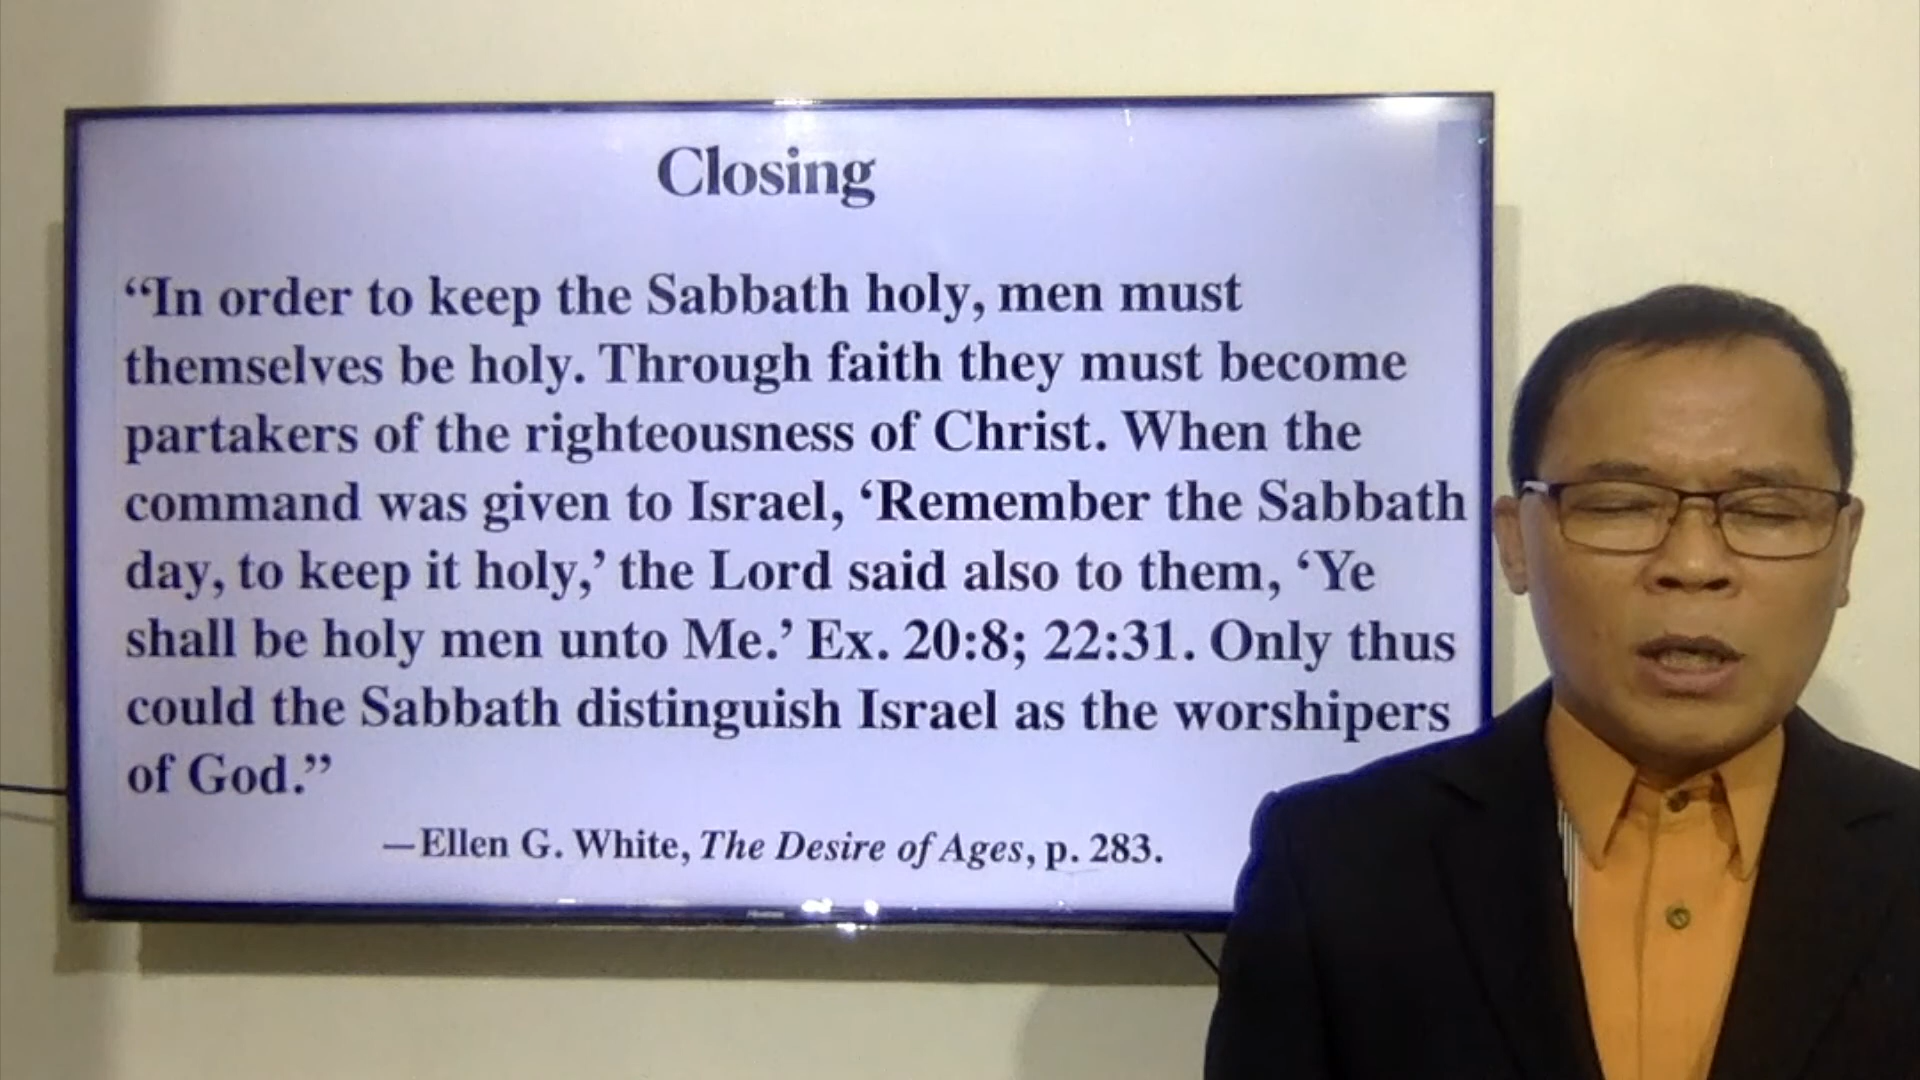 Closing
“In order to keep the Sabbath holy, men must
themselves be holy. Through faith they must become
partakers of the righteousness of Christ. When the
command was given to Israel, ‘Remember the Sabbath
day, to keep it holy,’ the Lord said also to them, ‘Ye
shall be holy men unto Me.’ Ex. 20:8; 22:31. Only thus
could the Sabbath distinguish Israel as the worshipers
of God.”
—Ellen G. White, The Desire of Ages, p. 283.